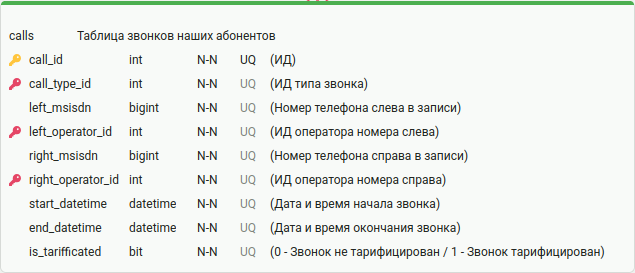 calls Таблица звонков наших абонентов
call_id int N-N UQ (ИД)
call_type_id int N-N UQ (ИД типа звонка)
left_msisdn bigint N-N UQ (Номер телефона слева в записи)
left_operator_id int N-N UQ (ИД оператора номера слева)
right_msisdn bigint N-N UQ (Номер телефона справа в записи)
right_operator_id int N-N UQ (ИД оператора номера справа)
start_datetime datetime N-N UQ (Дата и время начала звонка)
end_datetime datetime N-N UQ (Дата и время окончания звонка)
is_tarifficated bit N-N UQ (0 - Звонок не тарифицирован / 1 - Звонок тарифицирован)